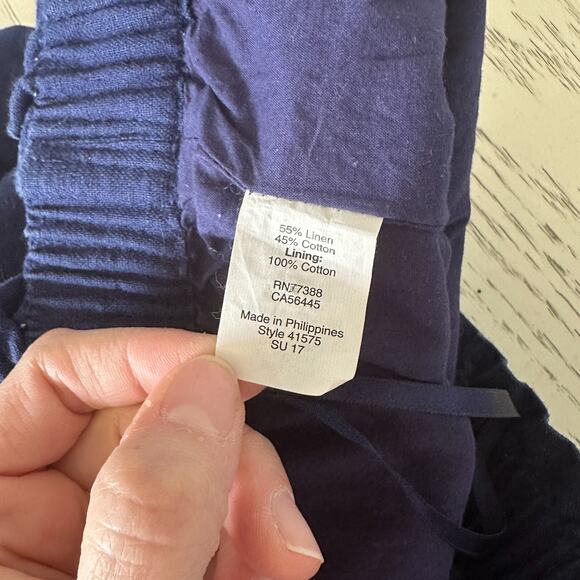 55% Linen
45% Cotton
Lining:
100% Cotton
RN77388
CA56445
Made in Philippines
Style 41575
SU 17